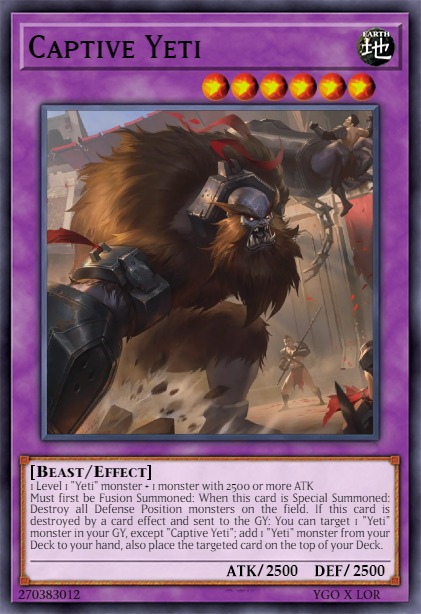 Captive Yeti
EARTH
地
[Beast/Effect]
1 Level 1 "Yeti" monster + 1 monster with 2500 or more ATK
Must first be Fusion Summoned: When this card is Special Summoned:
Destroy all Defense Position monsters on the field. If this card is
destroyed by a card effect and sent to the GY: You can target 1 "Yeti"
monster in your GY, except "Captive Yeti"; add 1 "Yeti" monster from your
Deck to your hand, also place the targeted card on the top of your Deck.
ATK/2500 DEF/2500
270383012 YGO X LOR